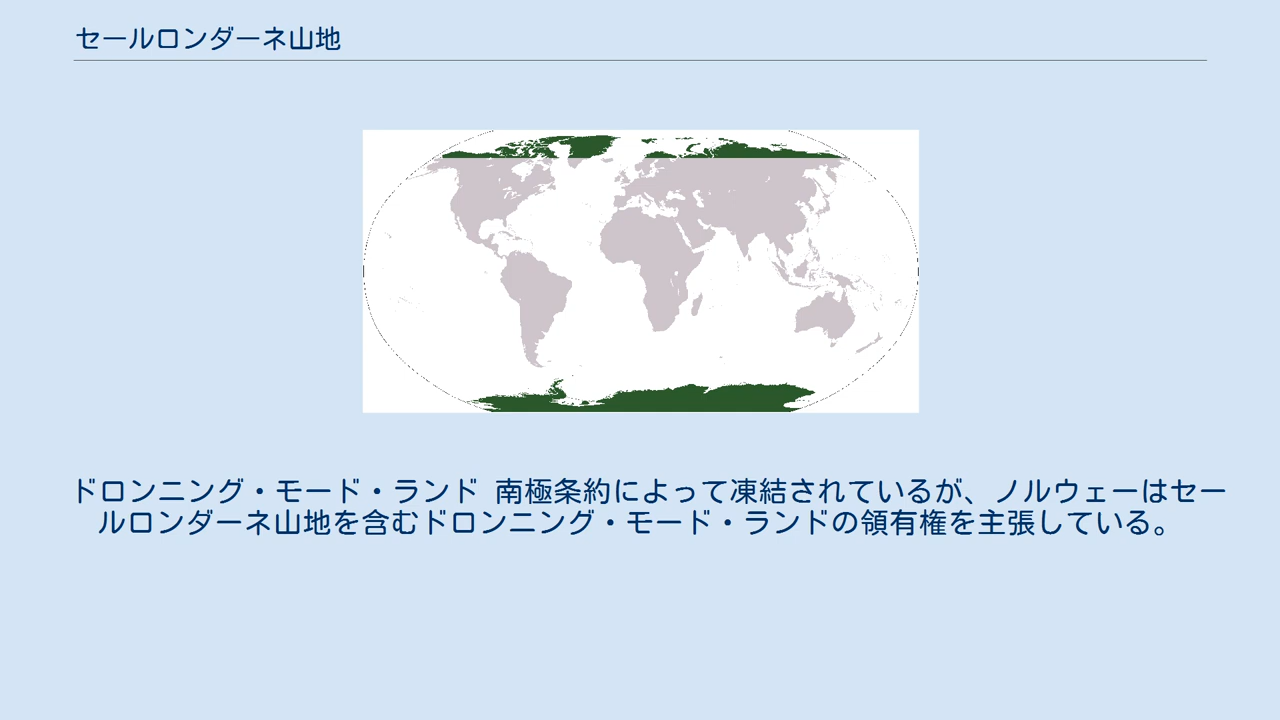 セールロンダーネ山地
ドロンニング・モード・ランド 南極条約によって凍結されているが、ノルウェーはセー
ルロンダーネ山地を含むドロンニング・モード・ランドの領有権を主張している。